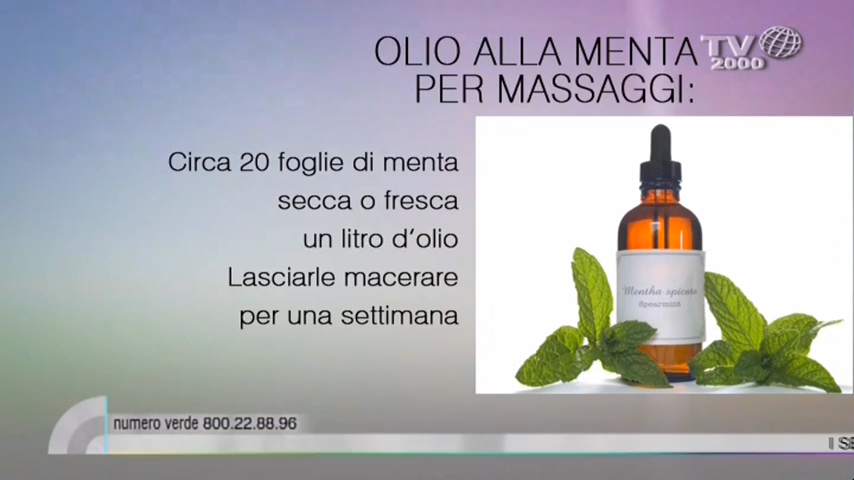 OLIO ALLA MENTA
PER MASSAGGI:
TV
2000
Circa 20 foglie di menta
secca o fresca
un litro d'olio
Lasciarle macerare
per una settimana
Mentha spicata
Spearmint
numero verde 800.22.88.96
I SE